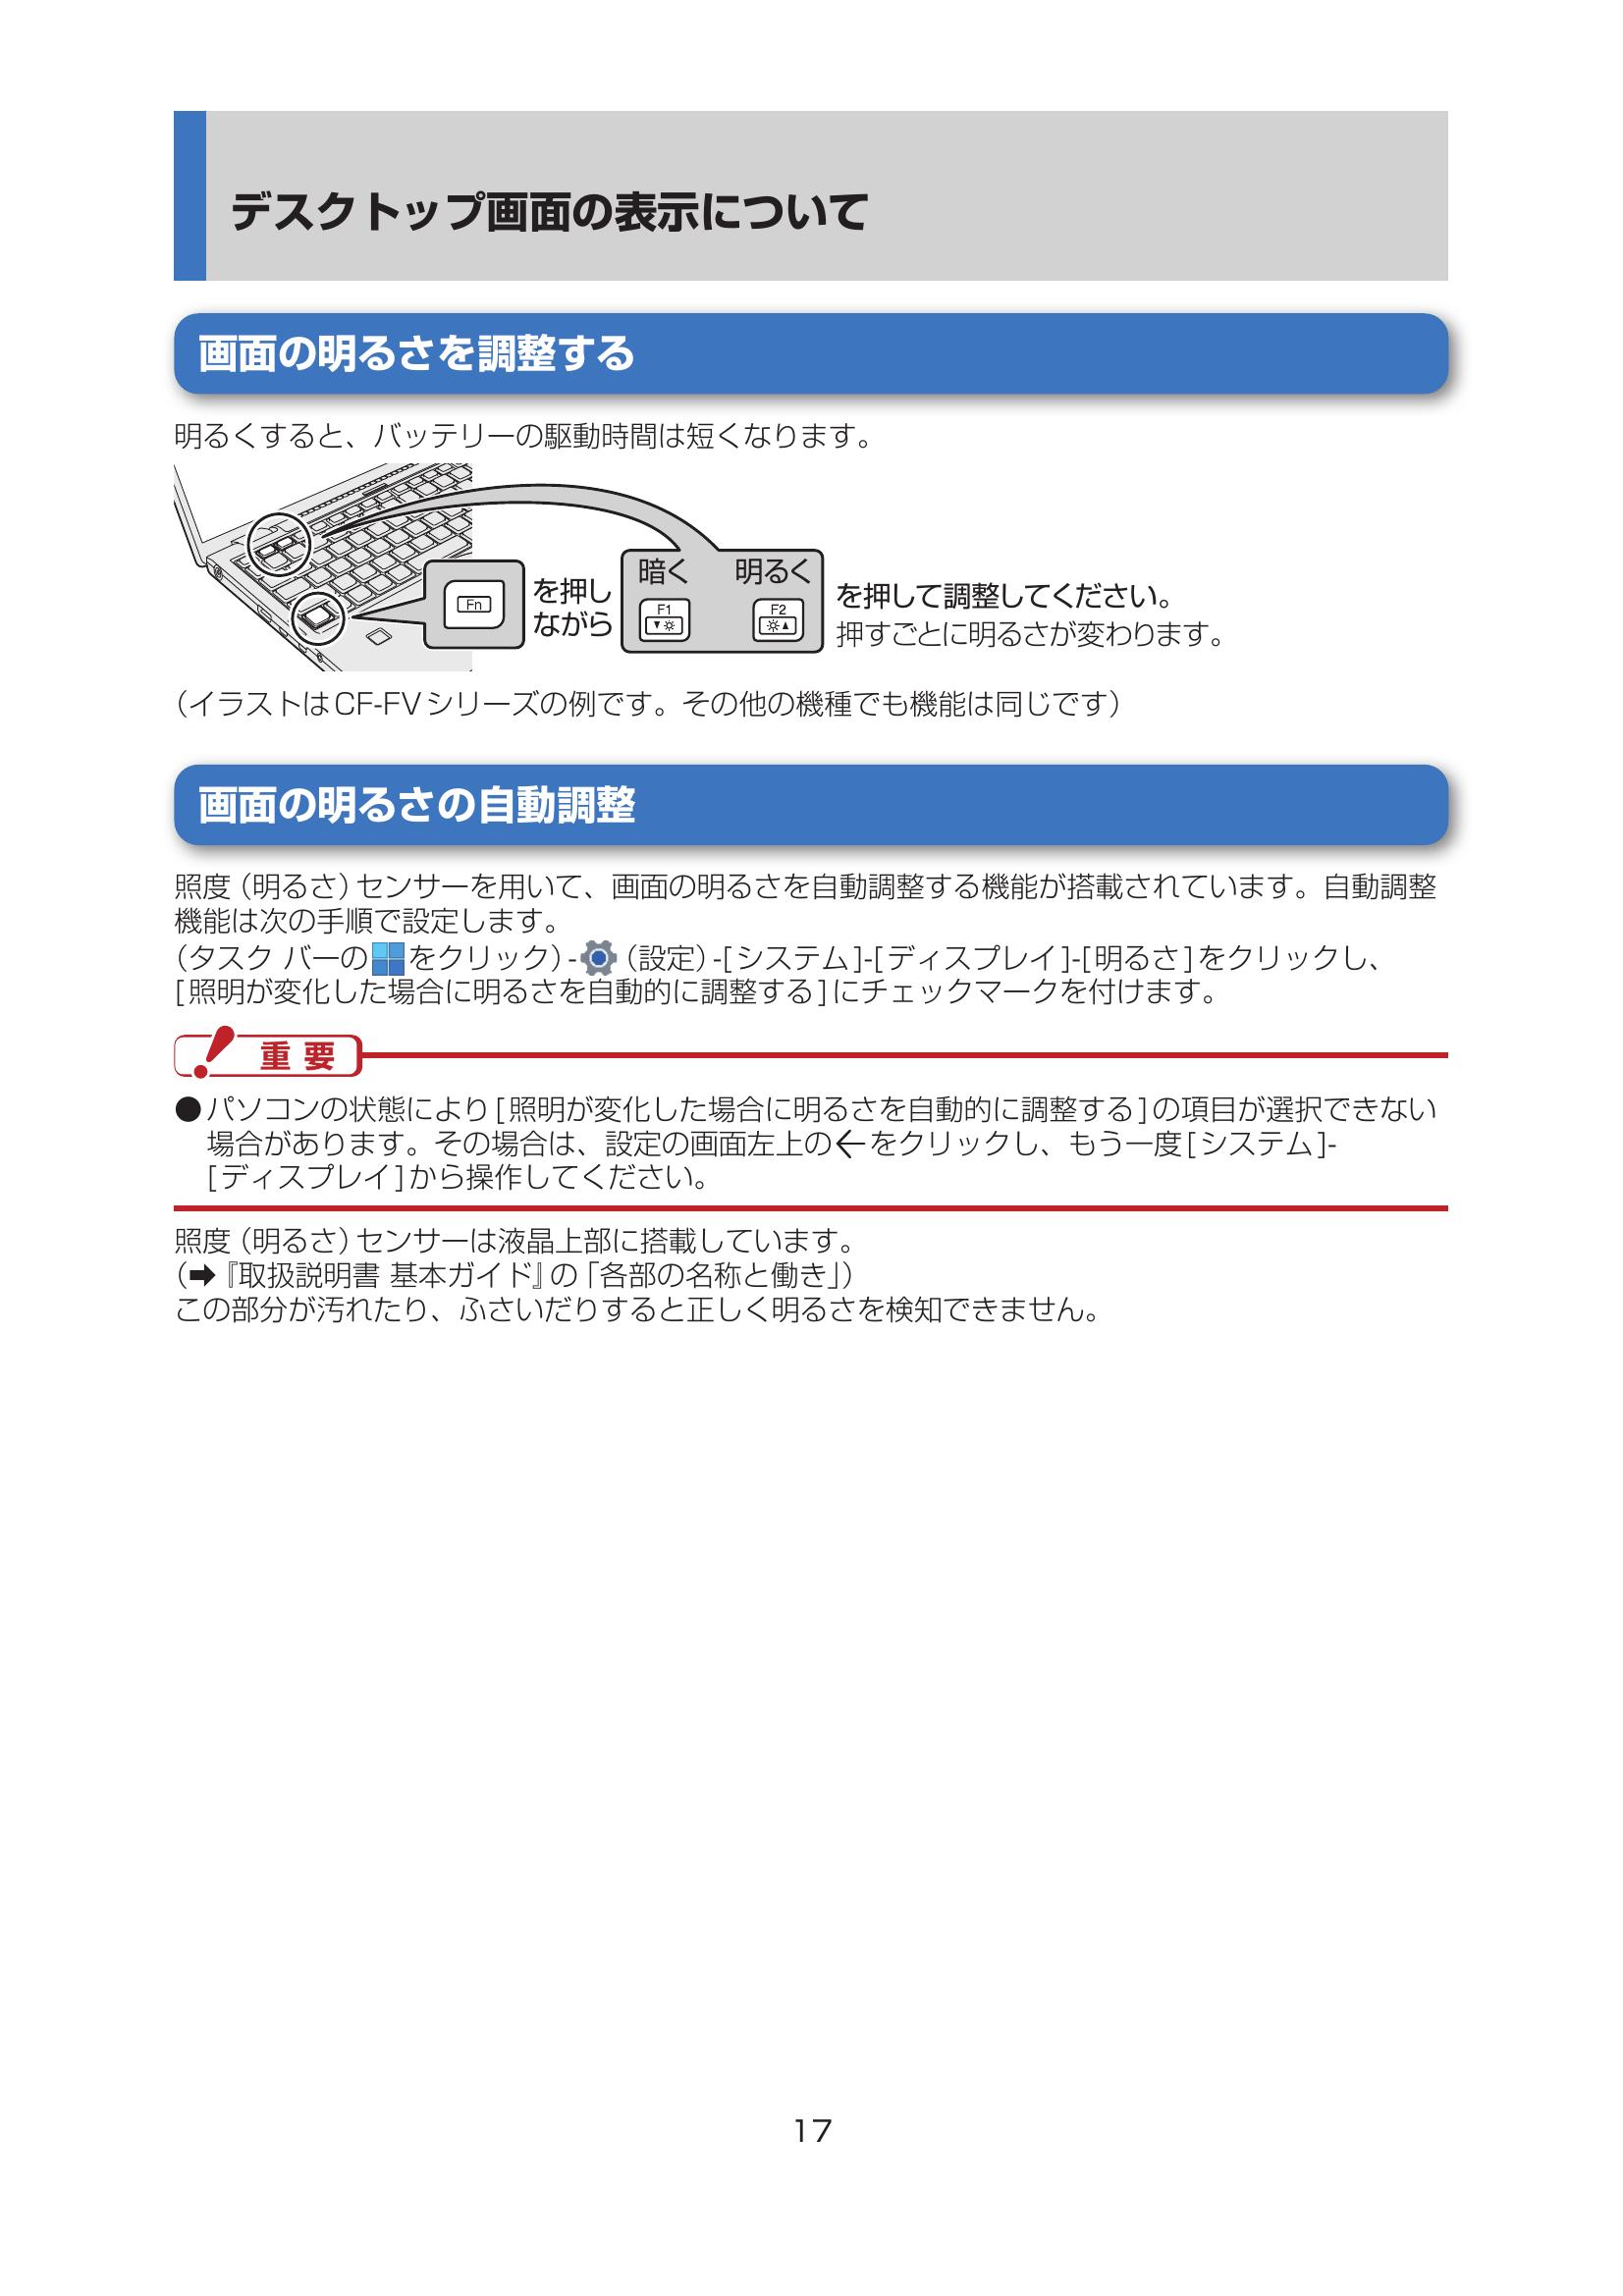 デスクトップ画面の表示について
画面の明るさを調整する
明るくすると、バッテリーの駆動時間は短くなります。
Fn
を押し
ながら
暗く 明るく
F1 F2
を押して調整してください。
押すごとに明るさが変わります。
（イラストはCF-FVシリーズの例です。その他の機種でも機能は同じです）
画面の明るさの自動調整
照度（明るさ）センサーを用いて、画面の明るさを自動調整する機能が搭載されています。自動調整
機能は次の手順で設定します。
（タスク バーの をクリック）- （設定）-[システム]-[ディスプレイ]-[明るさ]をクリックし、
[照明が変化した場合に明るさを自動的に調整する]にチェックマークを付けます。
重要
●パソコンの状態により[照明が変化した場合に明るさを自動的に調整する]の項目が選択できない
場合があります。その場合は、設定の画面左上の←をクリックし、もう一度[システム]-
[ディスプレイ]から操作してください。
照度（明るさ）センサーは液晶上部に搭載しています。
（➡『取扱説明書 基本ガイド』の「各部の名称と働き」）
この部分が汚れたり、ふさいだりすると正しく明るさを検知できません。
17